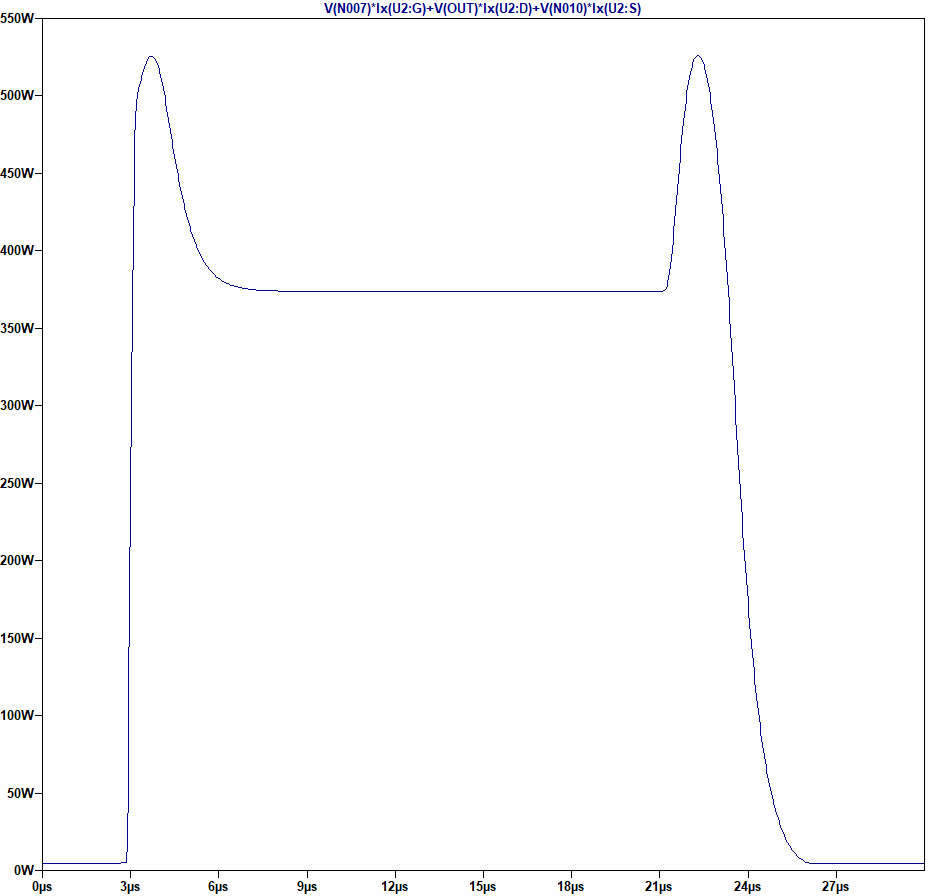 V(N007)*Ix(U2:G)+V(OUT)*Ix(U2:D)+V(N010)*Ix(U2:S)
550W
500W
450W
400W
350W
300W
250W
200W
150W
100W
50W
0W
0µs 3µs 6µs 9µs 12µs 15µs 18µs 21µs 24µs 27µs